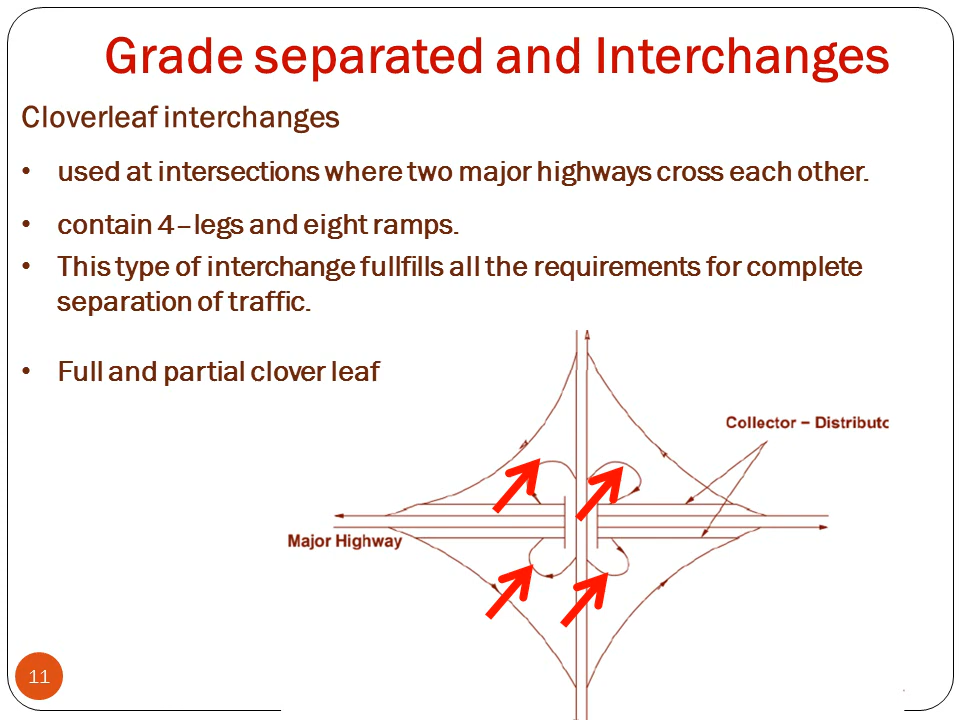 Grade separated and Interchanges
Cloverleaf interchanges
• used at intersections where two major highways cross each other.
• contain 4–legs and eight ramps.
• This type of interchange fullfills all the requirements for complete
separation of traffic.
• Full and partial clover leaf
Collector – Distributo
Major Highway
11